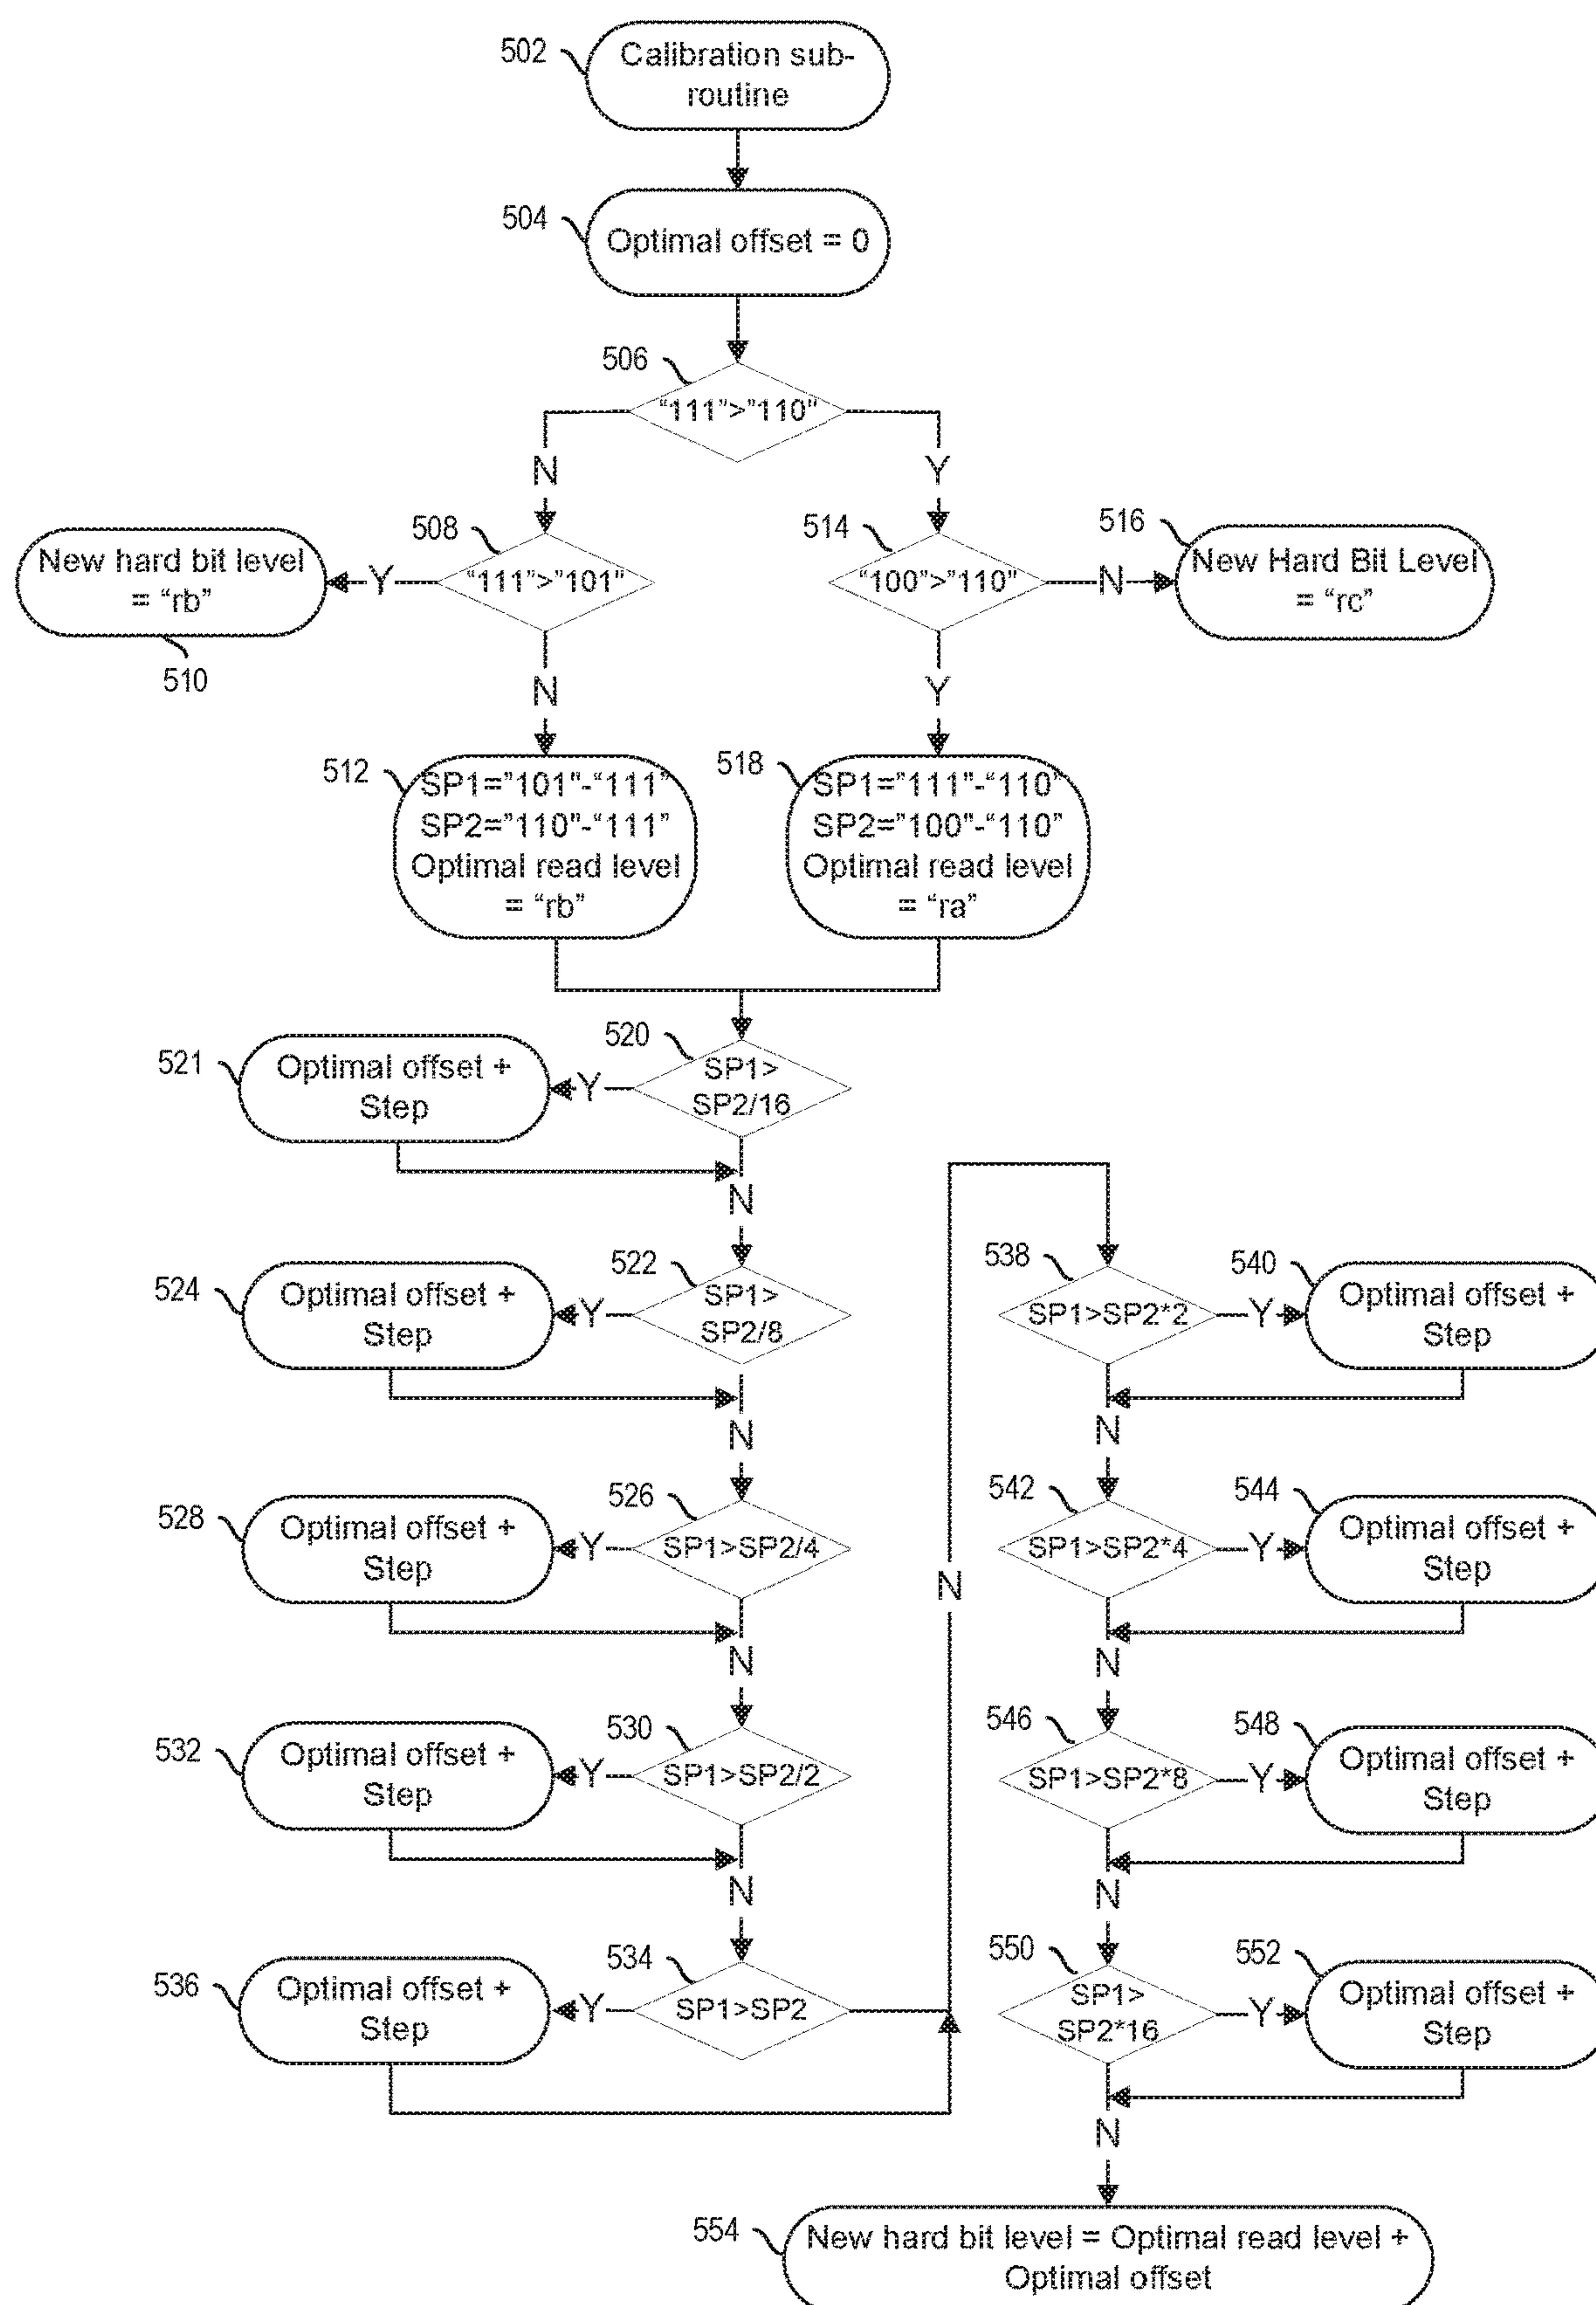 502
Calibration sub-
routine
504
Optimal offset = 0
506
“111”>”110”
N
Y
508
“111”>”101”
Y
New hard bit level
= “rb”
510
514
“100”>”110”
N
516
New Hard Bit Level
= “rc”
N
Y
512
SP1=”101”-“111”
SP2=”110”-“111”
Optimal read level
= “rb”
518
SP1=”111”-“110”
SP2=”100”-“110”
Optimal read level
= “ra”
520
SP1>
SP2/16
Y
521
Optimal offset +
Step
N
522
SP1>
SP2/8
Y
524
Optimal offset +
Step
N
526
SP1>SP2/4
Y
528
Optimal offset +
Step
N
530
SP1>SP2/2
Y
532
Optimal offset +
Step
N
534
SP1>SP2
Y
536
Optimal offset +
Step
N
538
SP1>SP2*2
Y
540
Optimal offset +
Step
N
542
SP1>SP2*4
Y
544
Optimal offset +
Step
N
546
SP1>SP2*8
Y
548
Optimal offset +
Step
N
550
SP1>
SP2*16
Y
552
Optimal offset +
Step
N
554
New hard bit level = Optimal read level +
Optimal offset